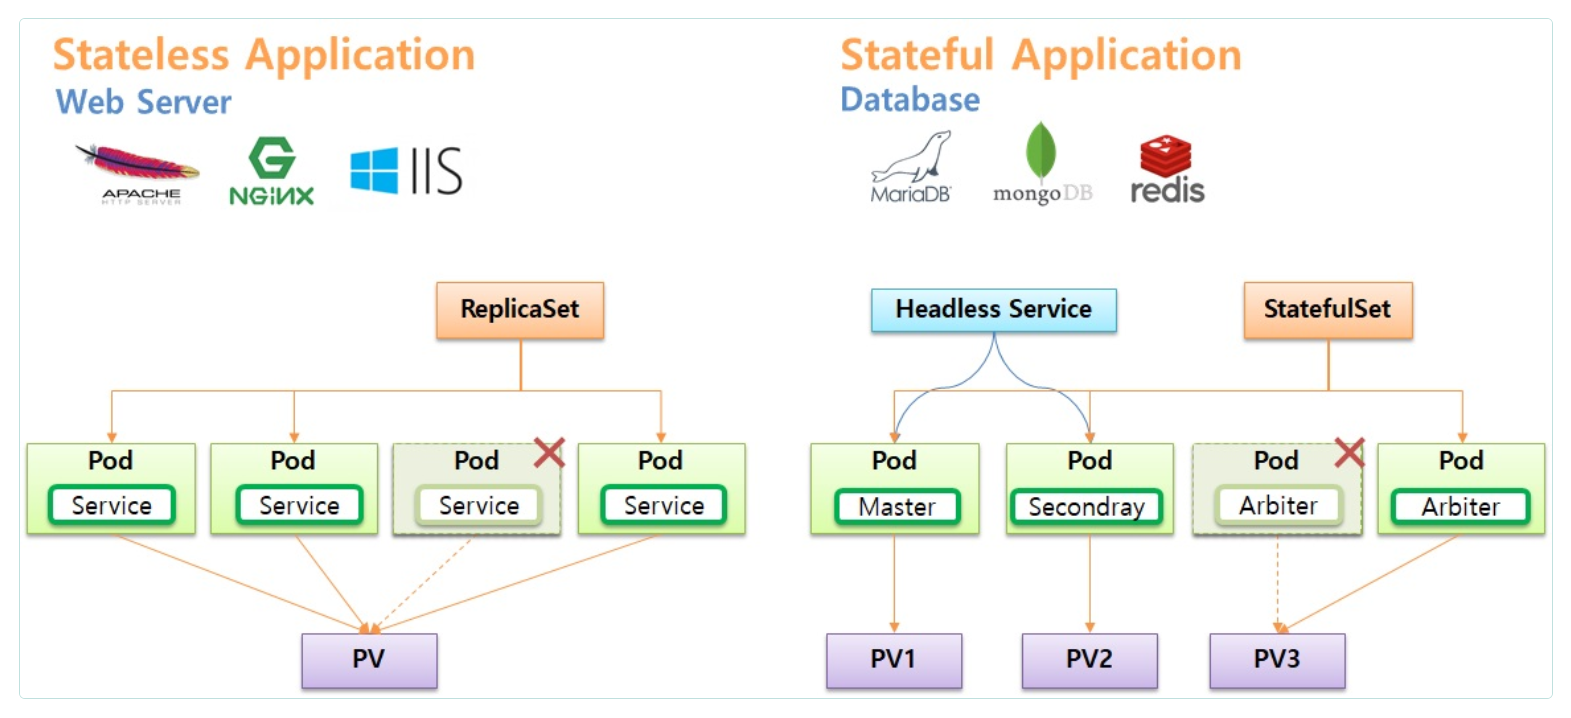 Stateless Application
Web Server
APACHE
HTTP SERVER
NGiNX
IIS
ReplicaSet
Pod
Service
Pod
Service
Pod
Service
Pod
Service
PV
Stateful Application
Database
MariaDB
mongoDB
redis
Headless Service
StatefulSet
Pod
Master
Pod
Secondray
Pod
Arbiter
Pod
Arbiter
PV1
PV2
PV3